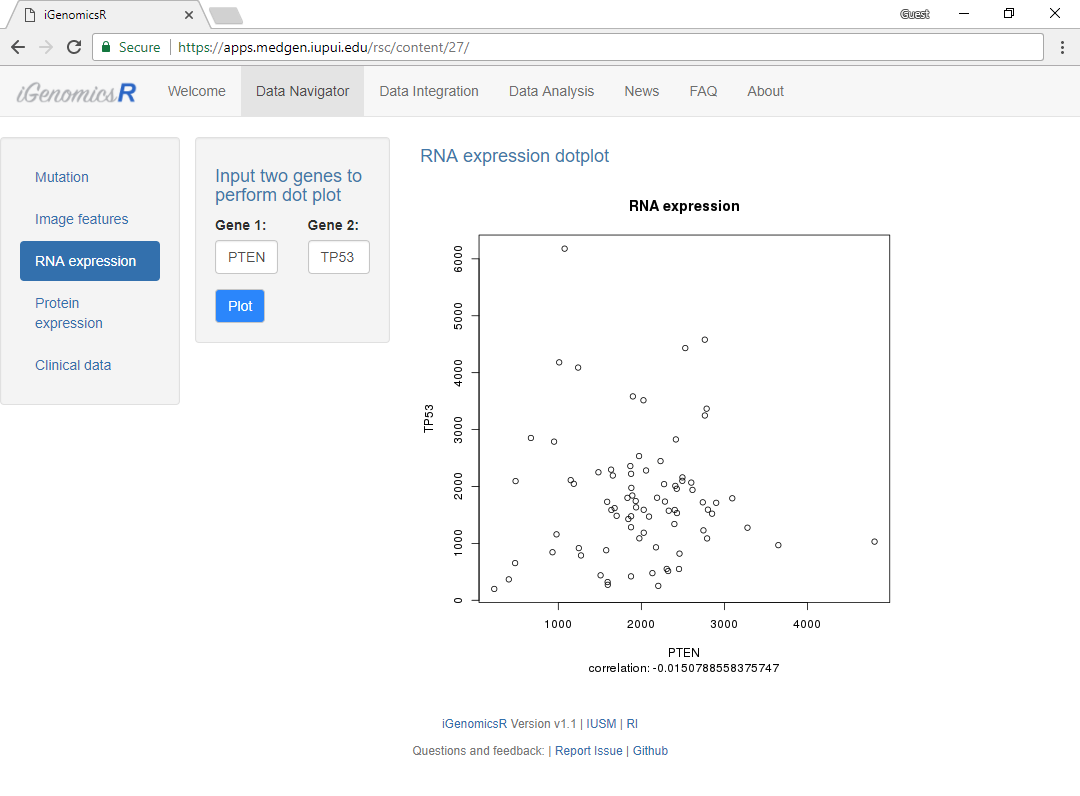 iGenomicsR
Guest
Secure
https://apps.medgen.iupui.edu/rsc/content/27/
iGenomicsR Welcome Data Navigator Data Integration Data Analysis News FAQ About
Mutation
Image features
RNA expression
Protein
expression
Clinical data
Input two genes to
perform dot plot
Gene 1: Gene 2:
PTEN TP53
Plot
RNA expression dotplot
RNA expression
6000
5000
4000
3000
2000
1000
0
TP53
1000 2000 3000 4000
PTEN
correlation: -0.0150788558375747
iGenomicsR Version v1.1 | IUSM | RI
Questions and feedback: | Report Issue | Github